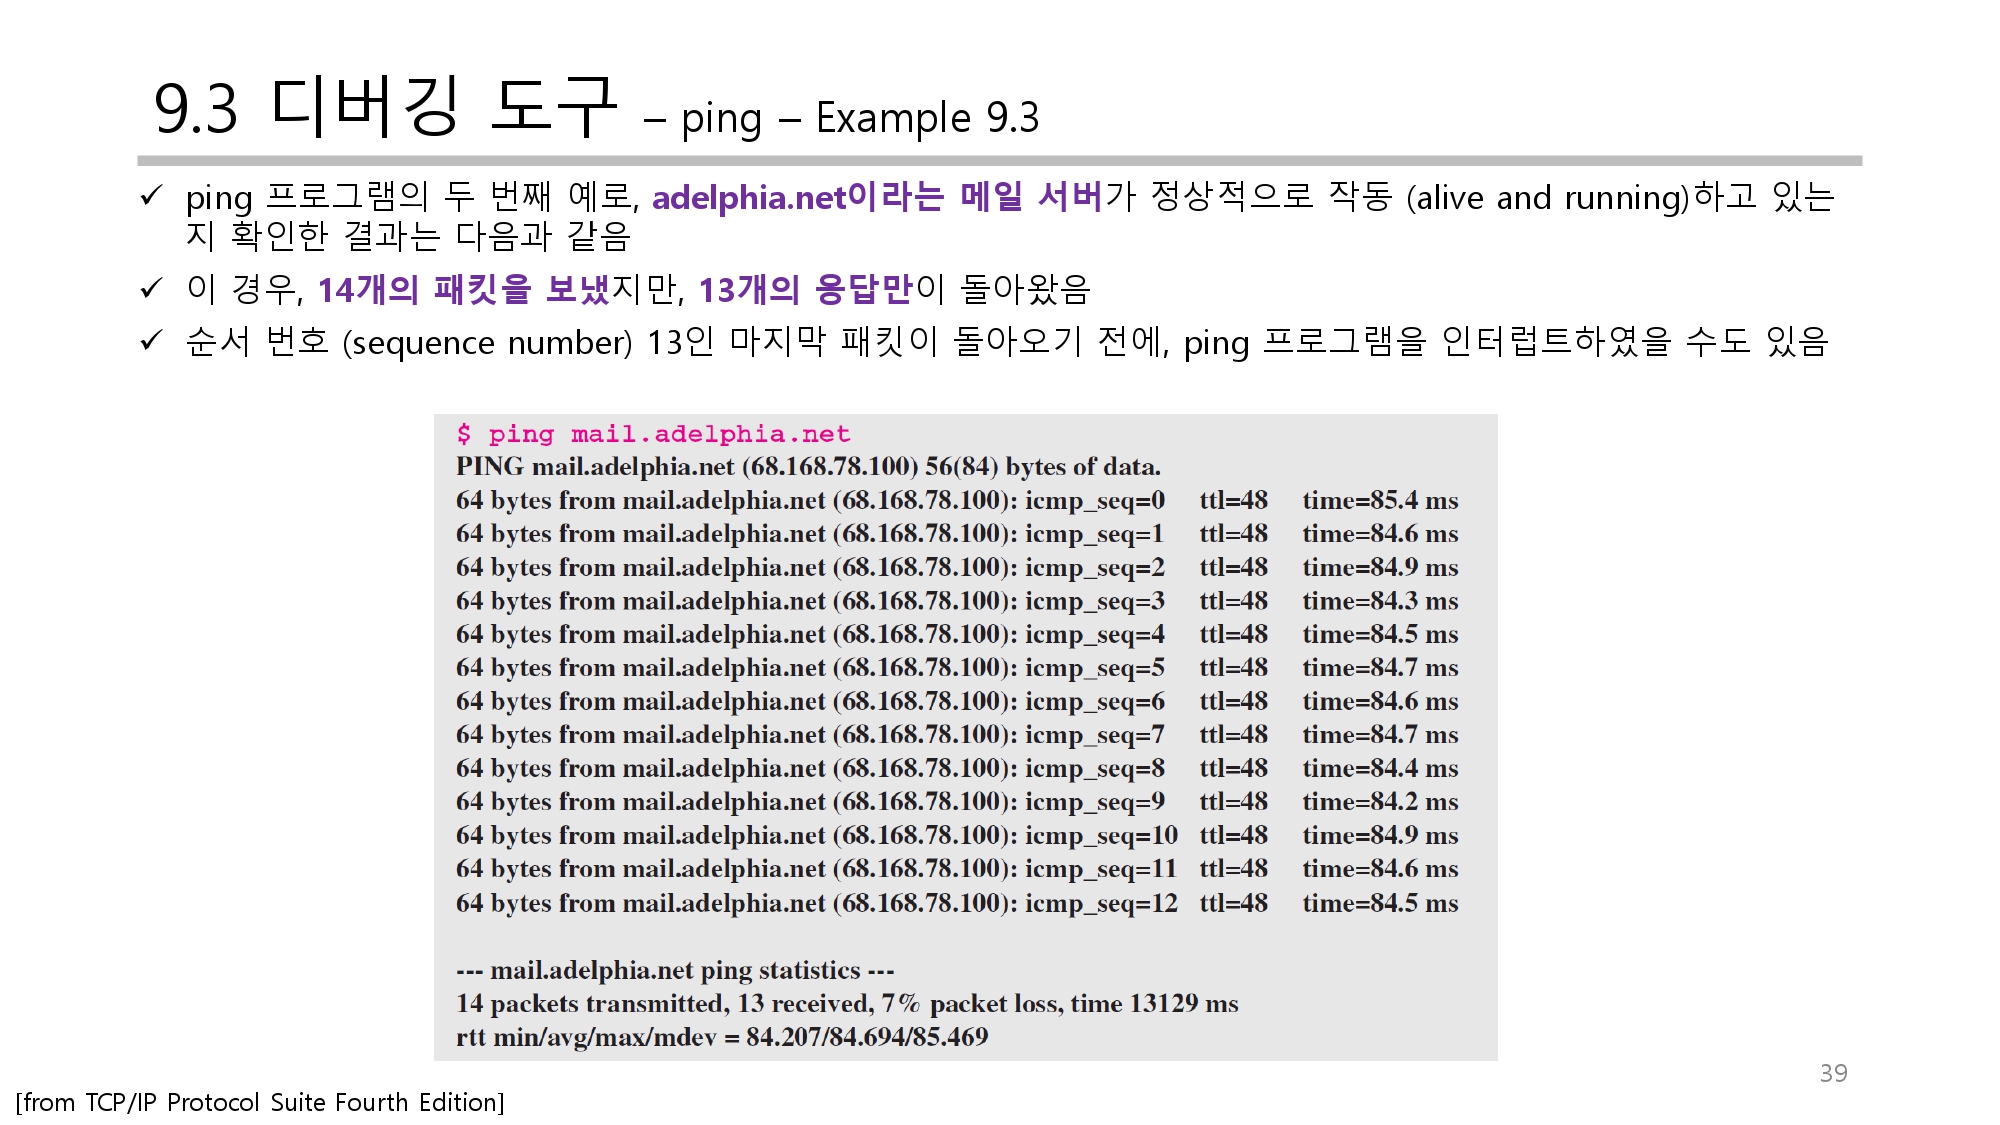 9.3 디버깅 도구 – ping – Example 9.3
✓ ping 프로그램의 두 번째 예로, adelphia.net이라는 메일 서버가 정상적으로 작동 (alive and running)하고 있는
지 확인한 결과는 다음과 같음
✓ 이 경우, 14개의 패킷을 보냈지만, 13개의 응답만이 돌아왔음
✓ 순서 번호 (sequence number) 13인 마지막 패킷이 돌아오기 전에, ping 프로그램을 인터럽트하였을 수도 있음
$ ping mail.adelphia.net
PING mail.adelphia.net (68.168.78.100) 56(84) bytes of data.
64 bytes from mail.adelphia.net (68.168.78.100): icmp_seq=0 ttl=48 time=85.4 ms
64 bytes from mail.adelphia.net (68.168.78.100): icmp_seq=1 ttl=48 time=84.6 ms
64 bytes from mail.adelphia.net (68.168.78.100): icmp_seq=2 ttl=48 time=84.9 ms
64 bytes from mail.adelphia.net (68.168.78.100): icmp_seq=3 ttl=48 time=84.3 ms
64 bytes from mail.adelphia.net (68.168.78.100): icmp_seq=4 ttl=48 time=84.5 ms
64 bytes from mail.adelphia.net (68.168.78.100): icmp_seq=5 ttl=48 time=84.7 ms
64 bytes from mail.adelphia.net (68.168.78.100): icmp_seq=6 ttl=48 time=84.6 ms
64 bytes from mail.adelphia.net (68.168.78.100): icmp_seq=7 ttl=48 time=84.7 ms
64 bytes from mail.adelphia.net (68.168.78.100): icmp_seq=8 ttl=48 time=84.4 ms
64 bytes from mail.adelphia.net (68.168.78.100): icmp_seq=9 ttl=48 time=84.2 ms
64 bytes from mail.adelphia.net (68.168.78.100): icmp_seq=10 ttl=48 time=84.9 ms
64 bytes from mail.adelphia.net (68.168.78.100): icmp_seq=11 ttl=48 time=84.6 ms
64 bytes from mail.adelphia.net (68.168.78.100): icmp_seq=12 ttl=48 time=84.5 ms
--- mail.adelphia.net ping statistics ---
14 packets transmitted, 13 received, 7% packet loss, time 13129 ms
rtt min/avg/max/mdev = 84.207/84.694/85.469
39
[from TCP/IP Protocol Suite Fourth Edition]